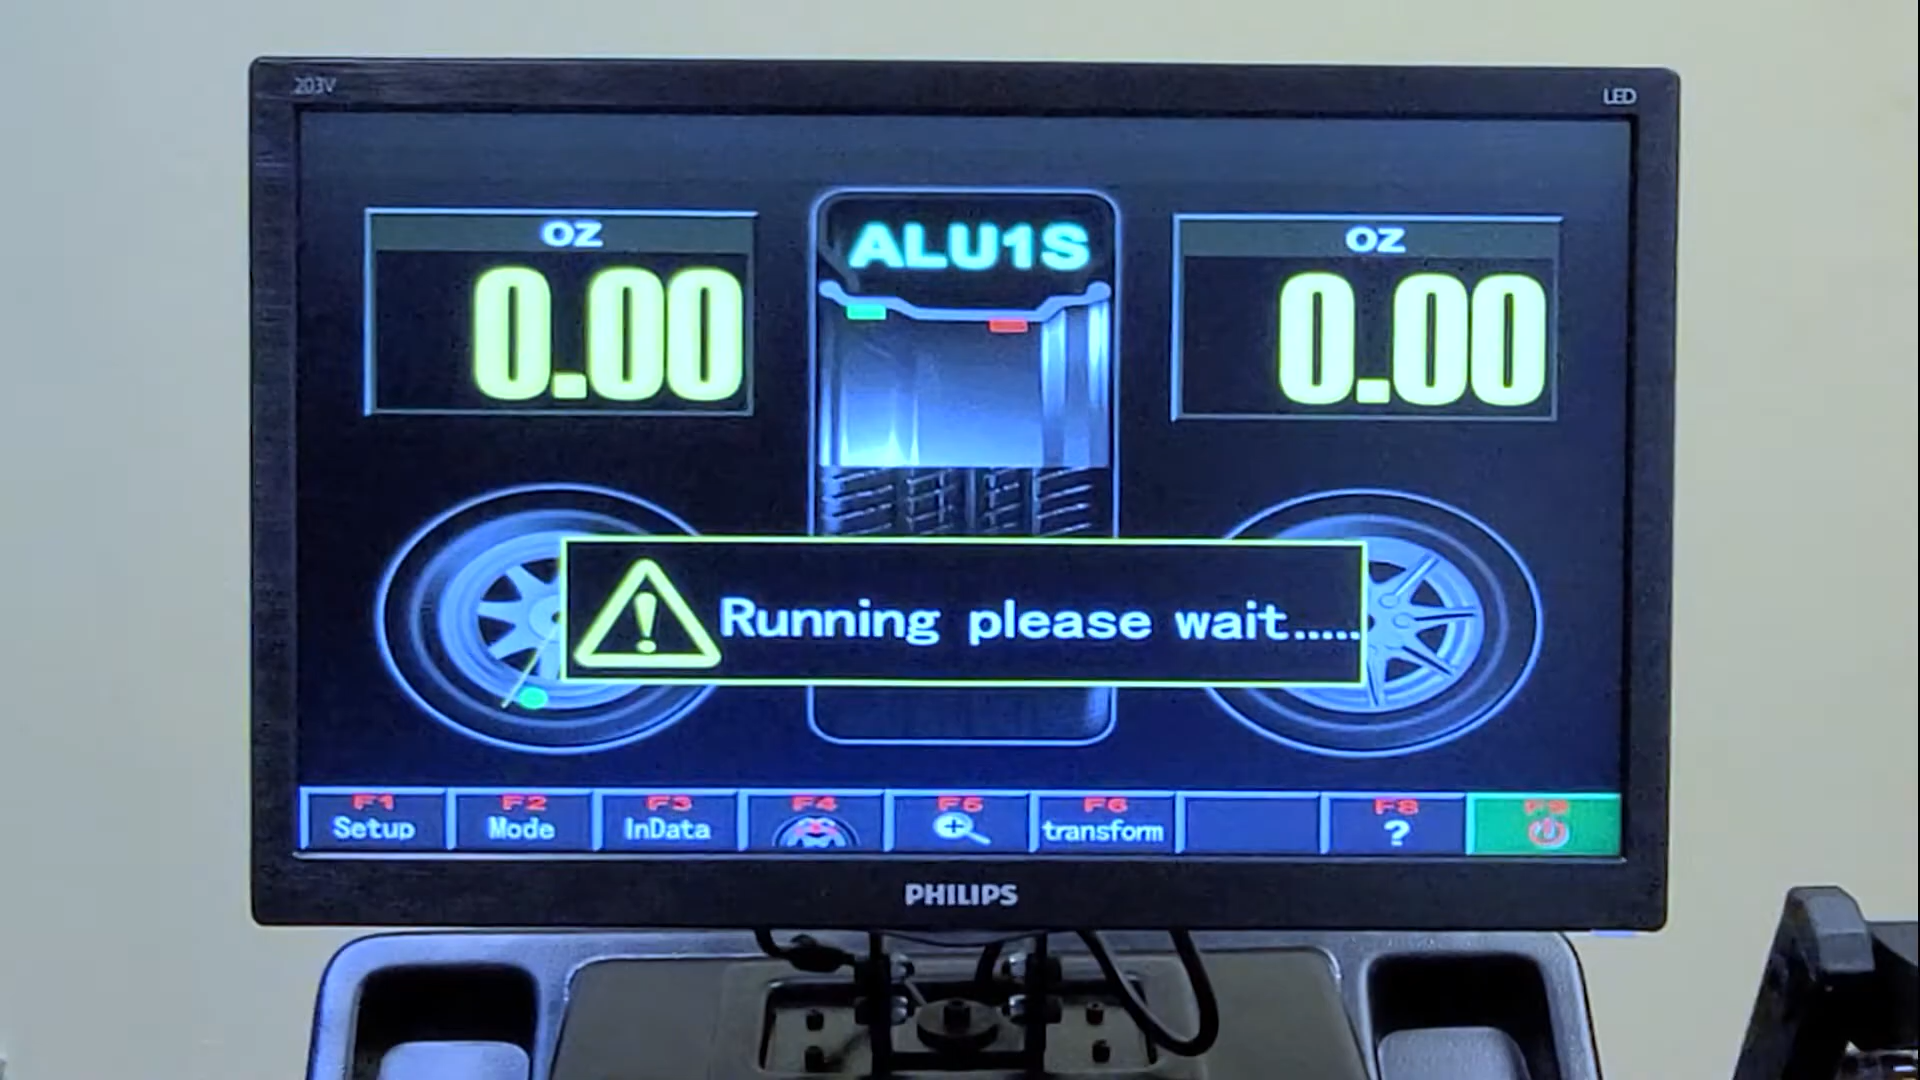 203V
LED
OZ
0.00
ALU1S
OZ
0.00
Running please wait.....
F1
Setup
F2
Mode
F3
InData
F4
F5
F6
transform
F8
?
F9
PHILIPS